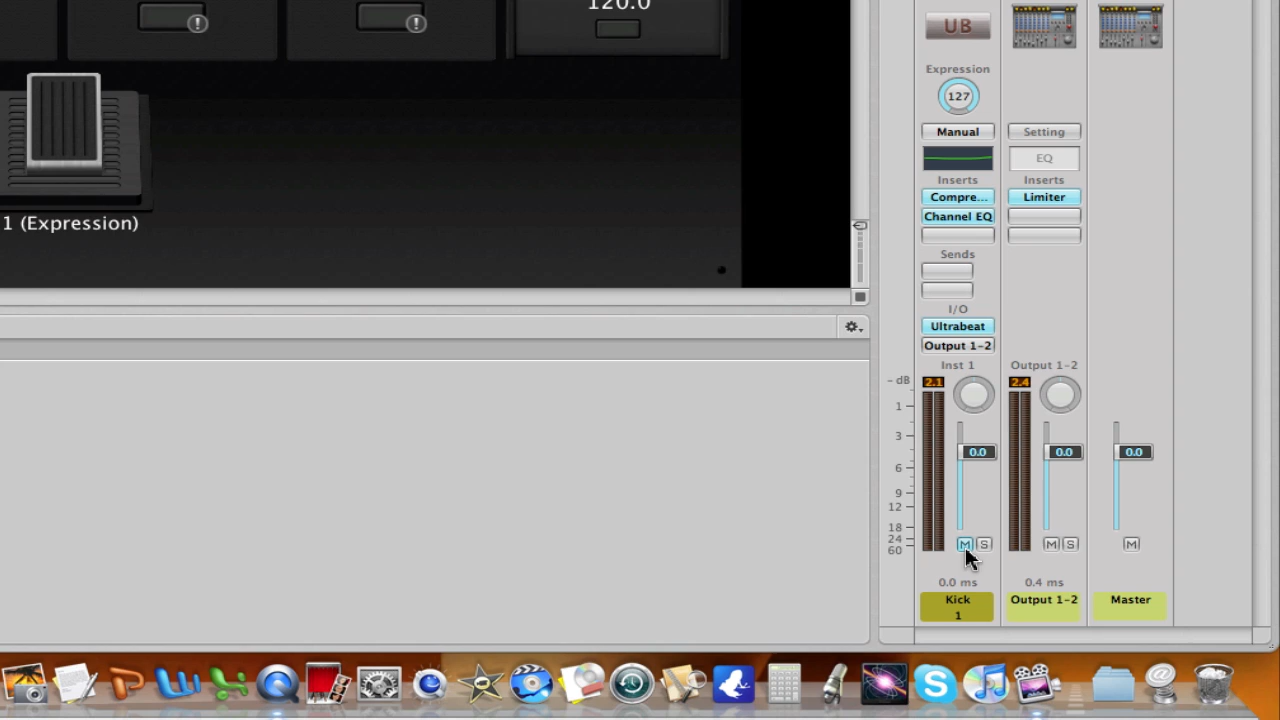 120.0
!
!
1 (Expression)
UB
Expression
127
Manual
Setting
EQ
Inserts
Inserts
Compre...
Limiter
Channel EQ
Sends
I/O
Ultrabeat
Output 1-2
Inst 1
Output 1-2
- dB
2.1
2.4
1
3
0.0
0.0
0.0
6
9
12
18
24
60
M S
M S
M
0.0 ms
0.4 ms
Kick
1
Output 1-2
Master